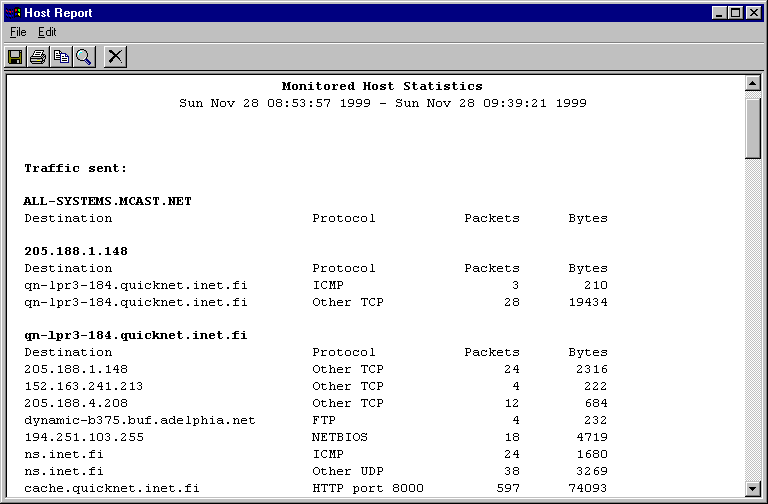 Host Report
File Edit
Monitored Host Statistics
Sun Nov 28 08:53:57 1999 - Sun Nov 28 09:39:21 1999
Traffic sent:
ALL-SYSTEMS.MCAST.NET
Destination Protocol Packets Bytes
205.188.1.148
Destination Protocol Packets Bytes
qn-lpr3-184.quicknet.inet.fi ICMP 3 210
qn-lpr3-184.quicknet.inet.fi Other TCP 28 19434
qn-lpr3-184.quicknet.inet.fi
Destination Protocol Packets Bytes
205.188.1.148 Other TCP 24 2316
152.163.241.213 Other TCP 4 222
205.188.4.208 Other TCP 12 684
dynamic-b375.buf.adelphia.net FTP 4 232
194.251.103.255 NETBIOS 18 4719
ns.inet.fi ICMP 24 1680
ns.inet.fi Other UDP 38 3269
cache.quicknet.inet.fi HTTP port 8000 597 74093